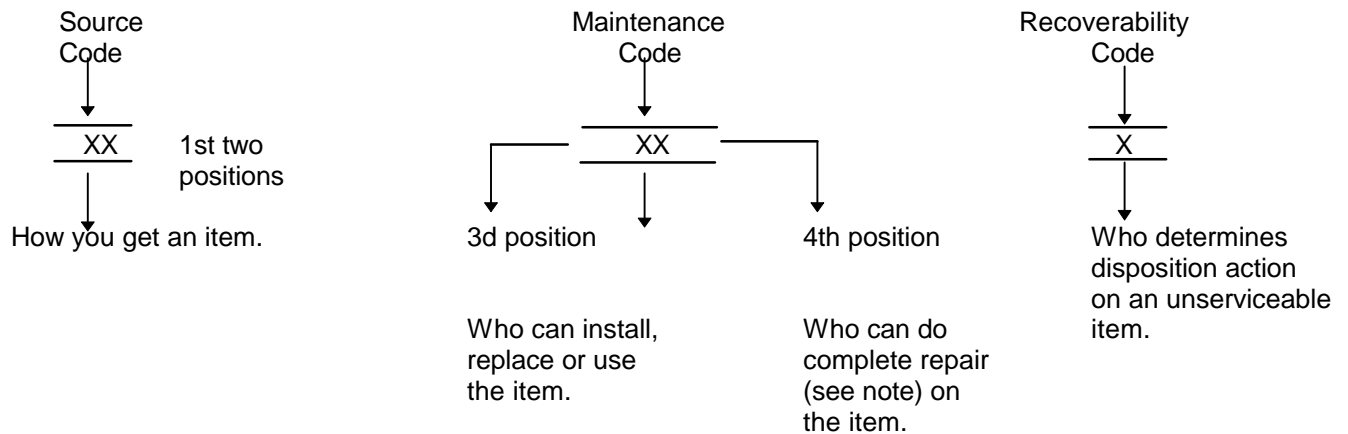 Source
Code
XX
1st two
positions
How you get an item.
Maintenance
Code
XX
3d position
4th position
Who can install,
replace or use
the item.
Who can do
complete repair
(see note) on
the item.
Recoverability
Code
X
Who determines
disposition action
on an unserviceable
item.